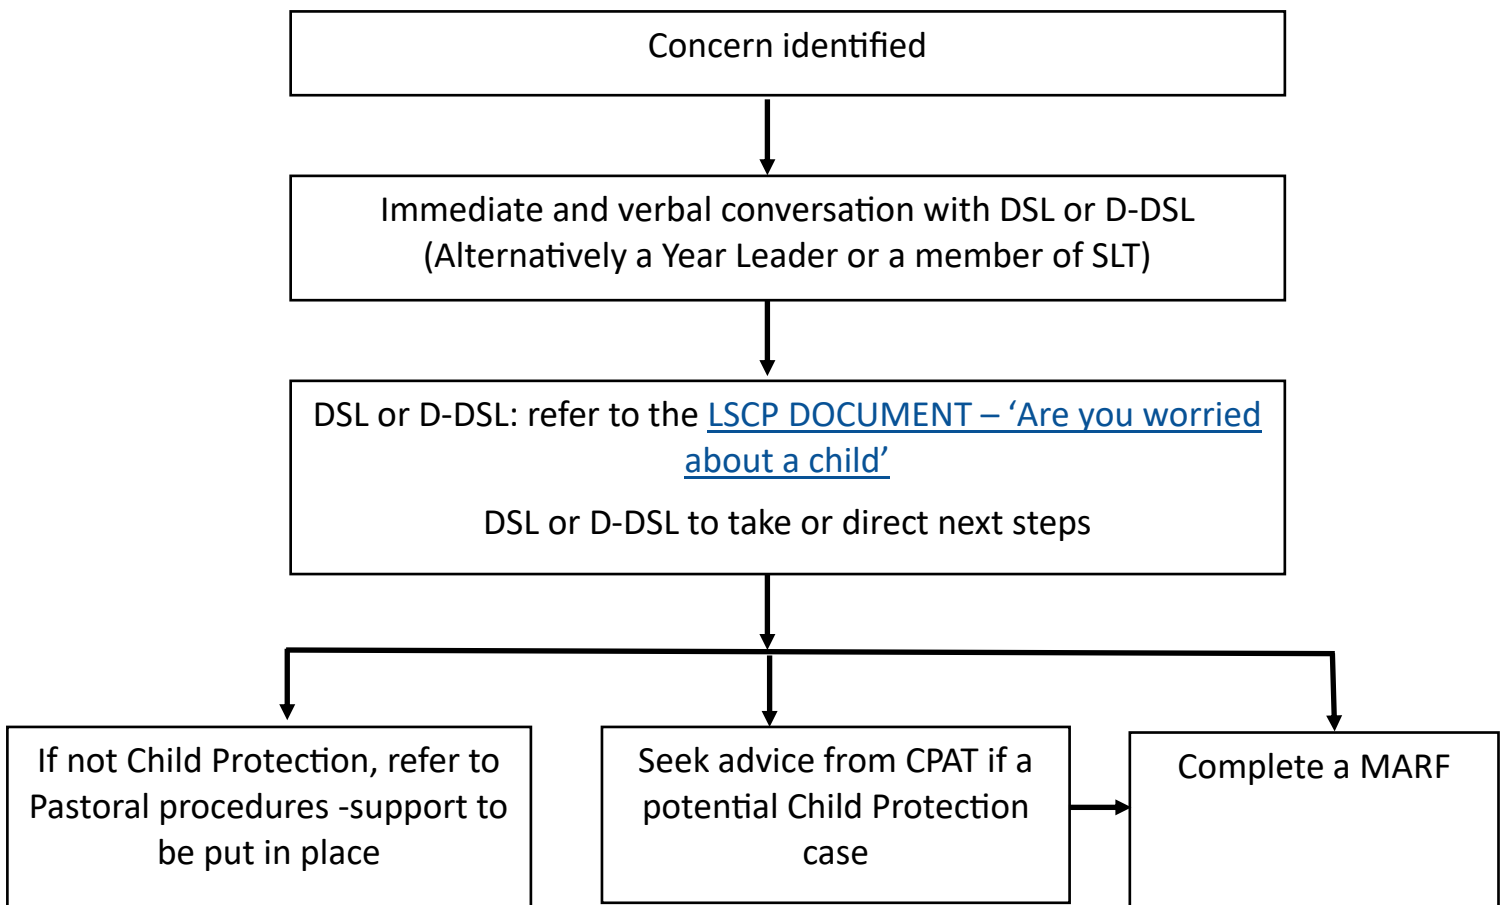 Concern identified
Immediate and verbal conversation with DSL or D-DSL
(Alternatively a Year Leader or a member of SLT)
DSL or D-DSL: refer to the LSCP DOCUMENT – ‘Are you worried
about a child’
DSL or D-DSL to take or direct next steps
If not Child Protection, refer to
Pastoral procedures -support to
be put in place
Seek advice from CPAT if a
potential Child Protection
case
Complete a MARF